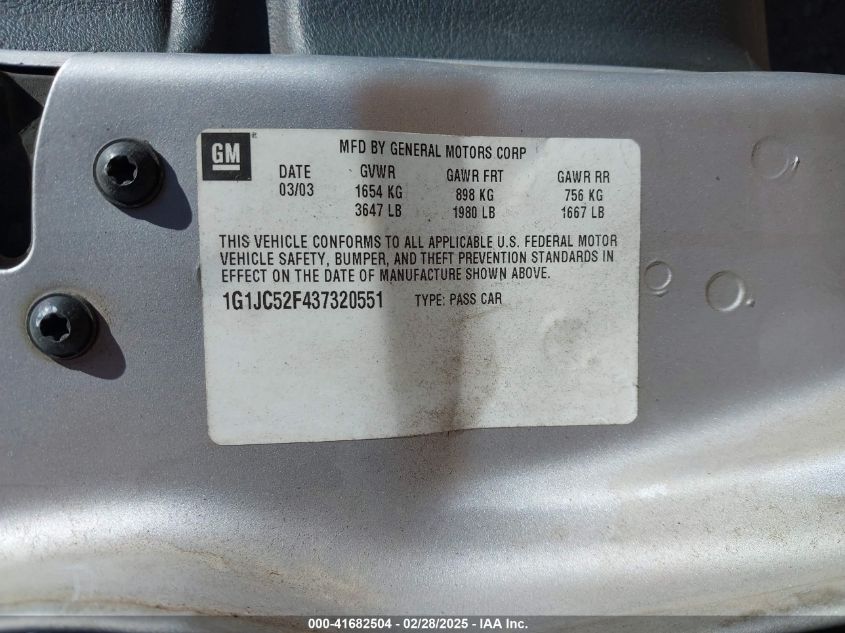 GM
MFD BY GENERAL MOTORS CORP
DATE GVWR GAWR FRT GAWR RR
03/03 1654 KG 898 KG 756 KG
3647 LB 1980 LB 1667 LB
THIS VEHICLE CONFORMS TO ALL APPLICABLE U.S. FEDERAL MOTOR
VEHICLE SAFETY, BUMPER, AND THEFT PREVENTION STANDARDS IN
EFFECT ON THE DATE OF MANUFACTURE SHOWN ABOVE.
1G1JC52F437320551 TYPE: PASS CAR
000-41682504 - 02/28/2025 - IAA Inc.